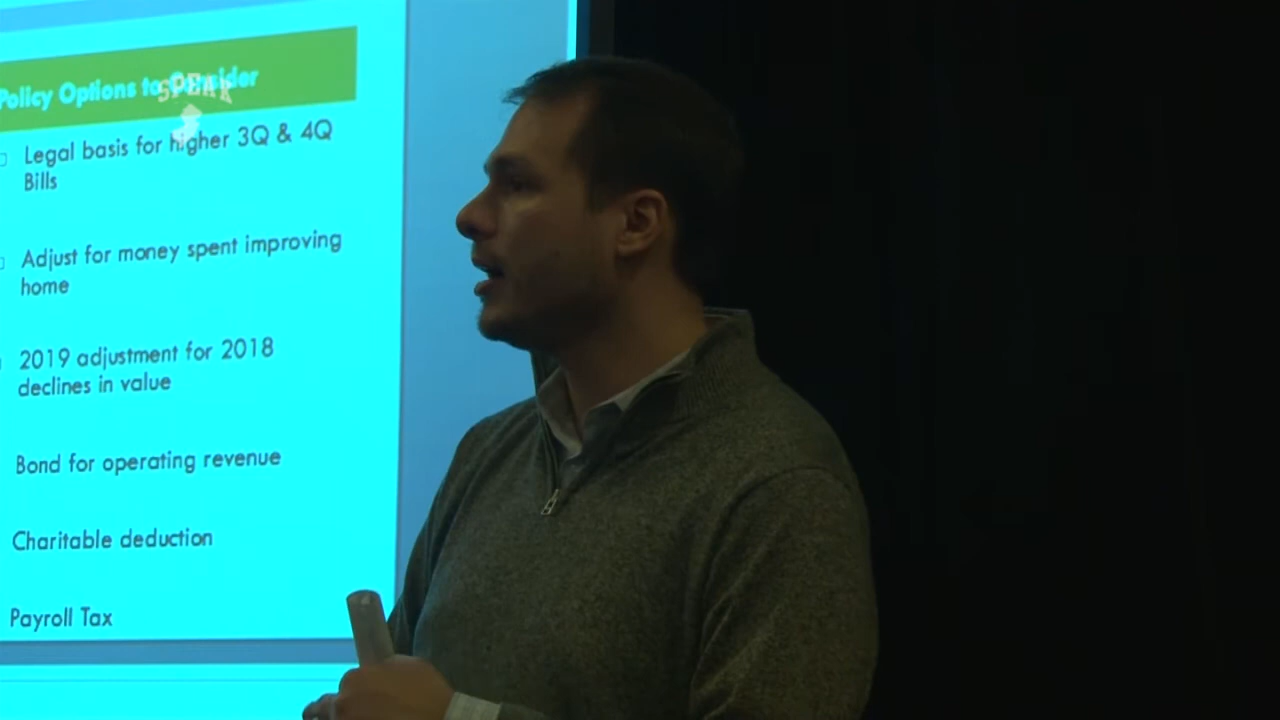 Policy Options to Consider
SPEAK
Legal basis for higher 3Q & 4Q
Bills
Adjust for money spent improving
home
2019 adjustment for 2018
declines in value
Bond for operating revenue
Charitable deduction
Payroll Tax